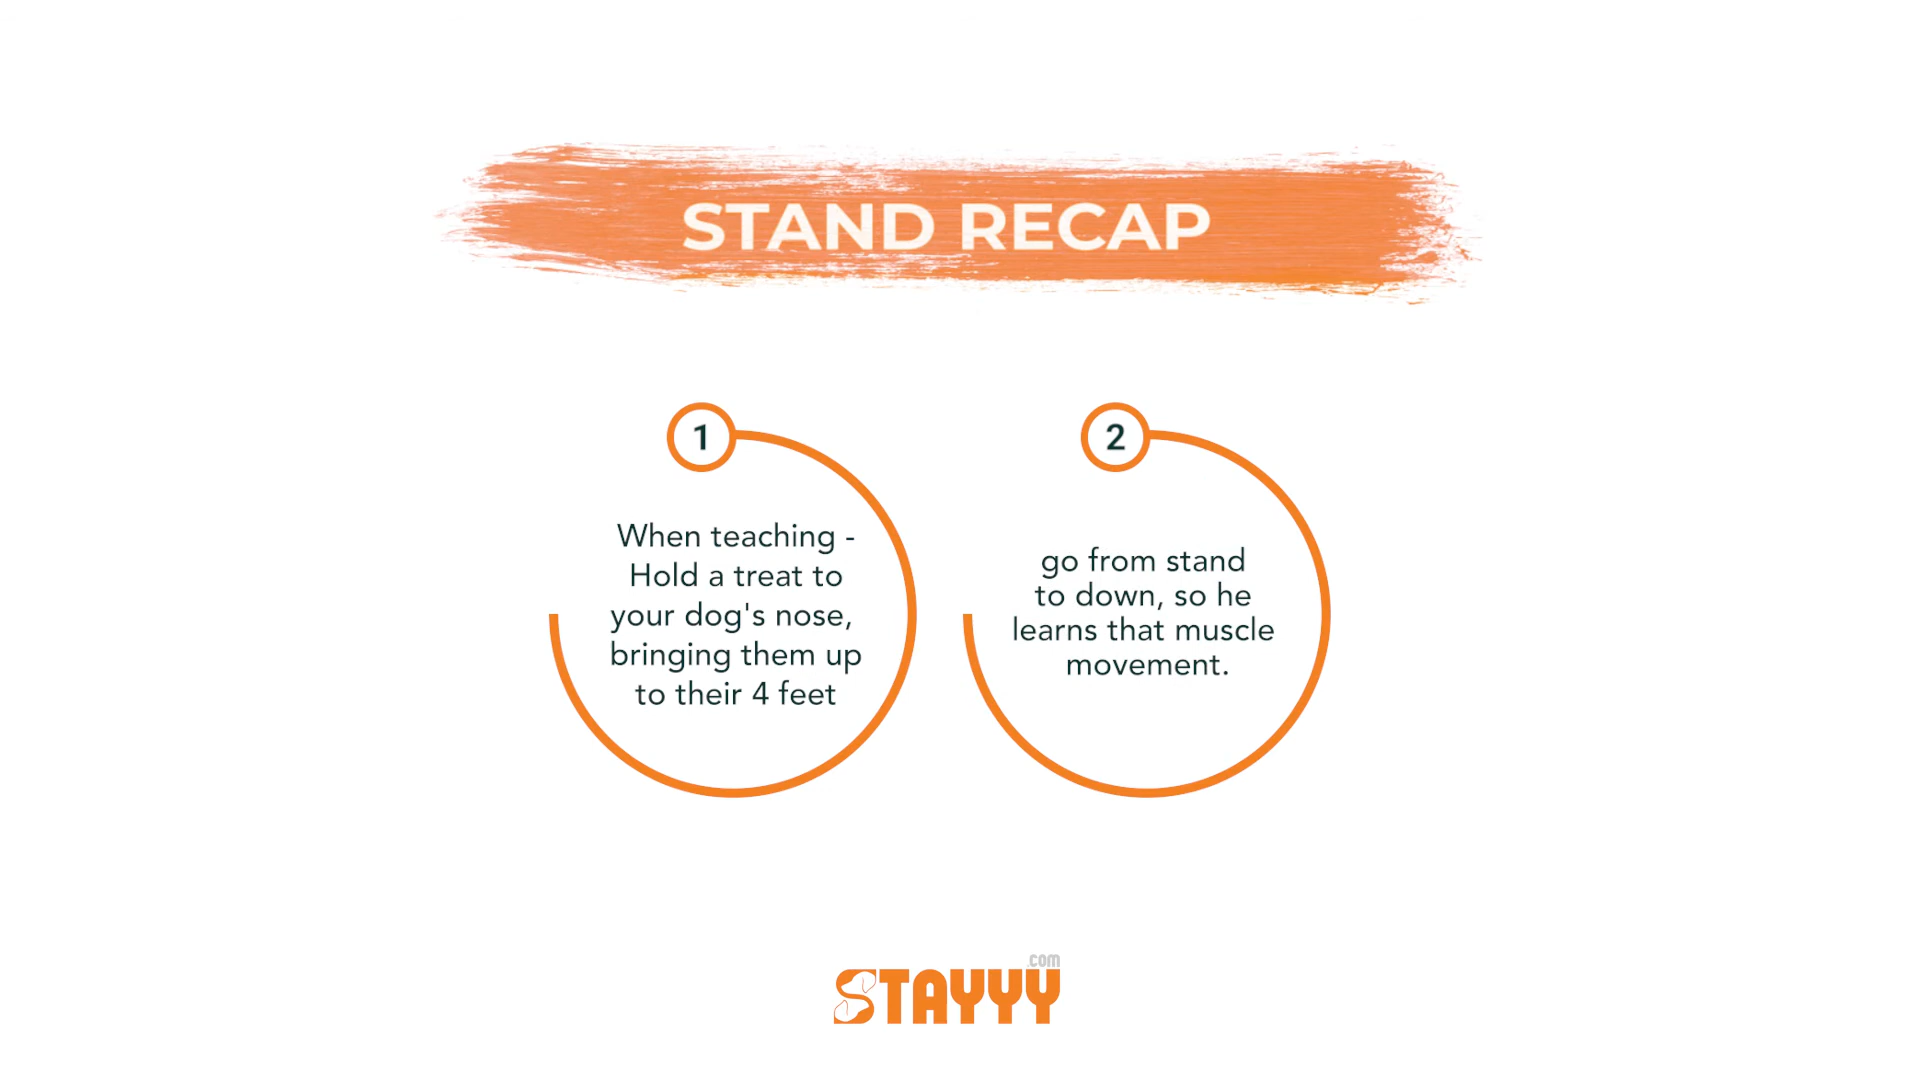 STAND RECAP
1
When teaching -
Hold a treat to
your dog's nose,
bringing them up
to their 4 feet
2
go from stand
to down, so he
learns that muscle
movement.
.com
STAYYY